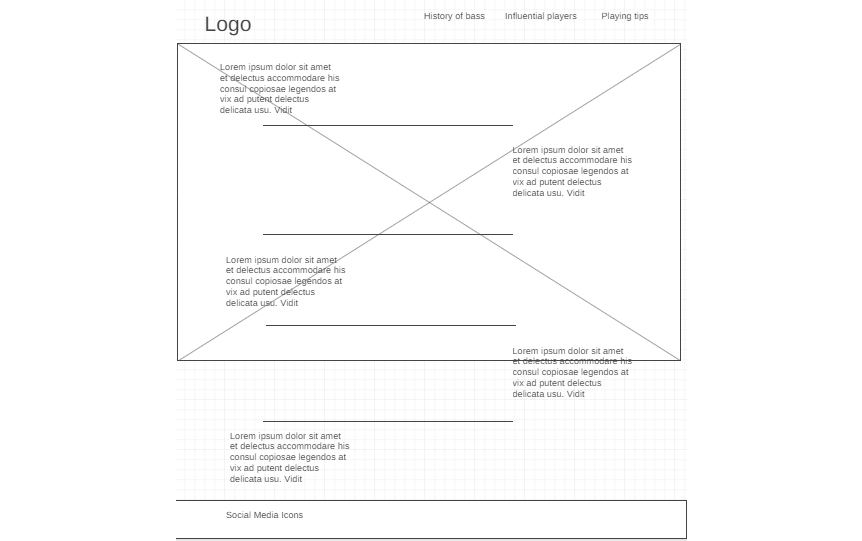 Logo
History of bass
Influential players
Playing tips
Lorem ipsum dolor sit amet
et delectus accommodare his
consul copiosae legendos at
vix ad putent delectus
delicata usu. Vidit
Lorem ipsum dolor sit amet
et delectus accommodare his
consul copiosae legendos at
vix ad putent delectus
delicata usu. Vidit
Lorem ipsum dolor sit amet
et delectus accommodare his
consul copiosae legendos at
vix ad putent delectus
delicata usu. Vidit
Lorem ipsum dolor sit amet
et delectus accommodare his
consul copiosae legendos at
vix ad putent delectus
delicata usu. Vidit
Lorem ipsum dolor sit amet
et delectus accommodare his
consul copiosae legendos at
vix ad putent delectus
delicata usu. Vidit
Social Media Icons